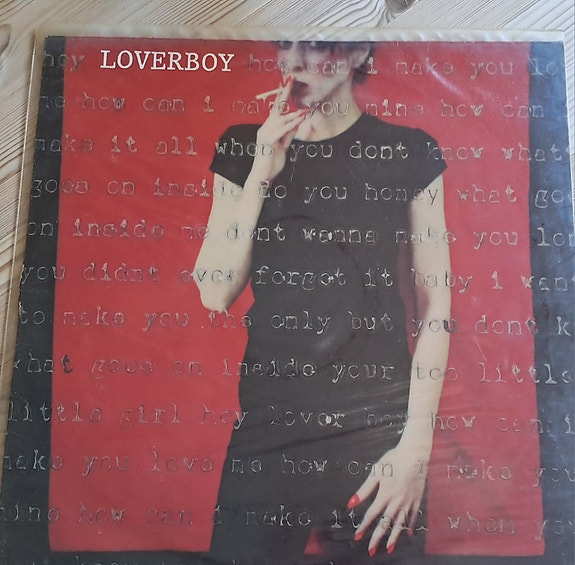 LOVERBOY
hey how can i make you lo
me how can i make you mine how can
make it all when you dont know what
goes on inside do you honey what go
on inside me dont wanna make you lo
you didnt ever forget it baby i wan
to make you the only but you dont k
what goes on inside your too little
little girl hey lover boy how can i
make you love me how can i make you
mine how can i make it all when yo